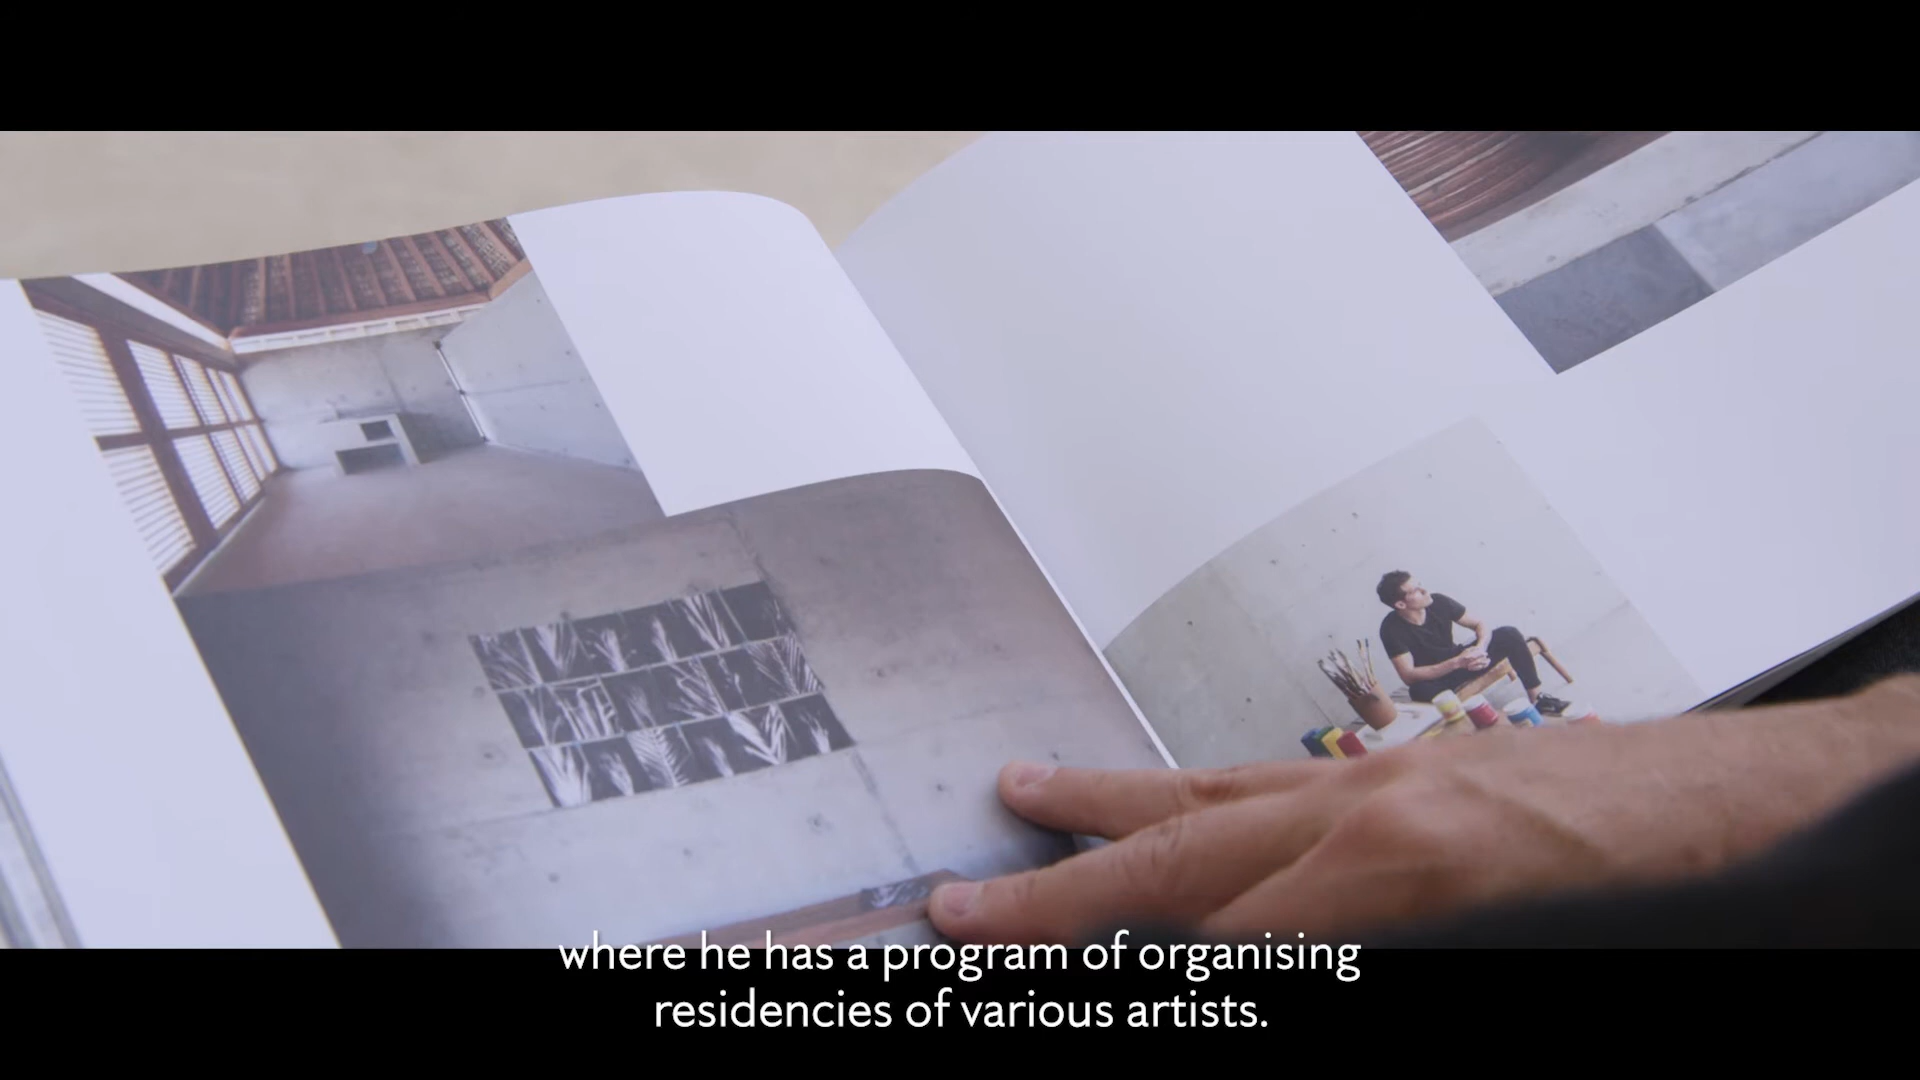 where he has a program of organising
residencies of various artists.